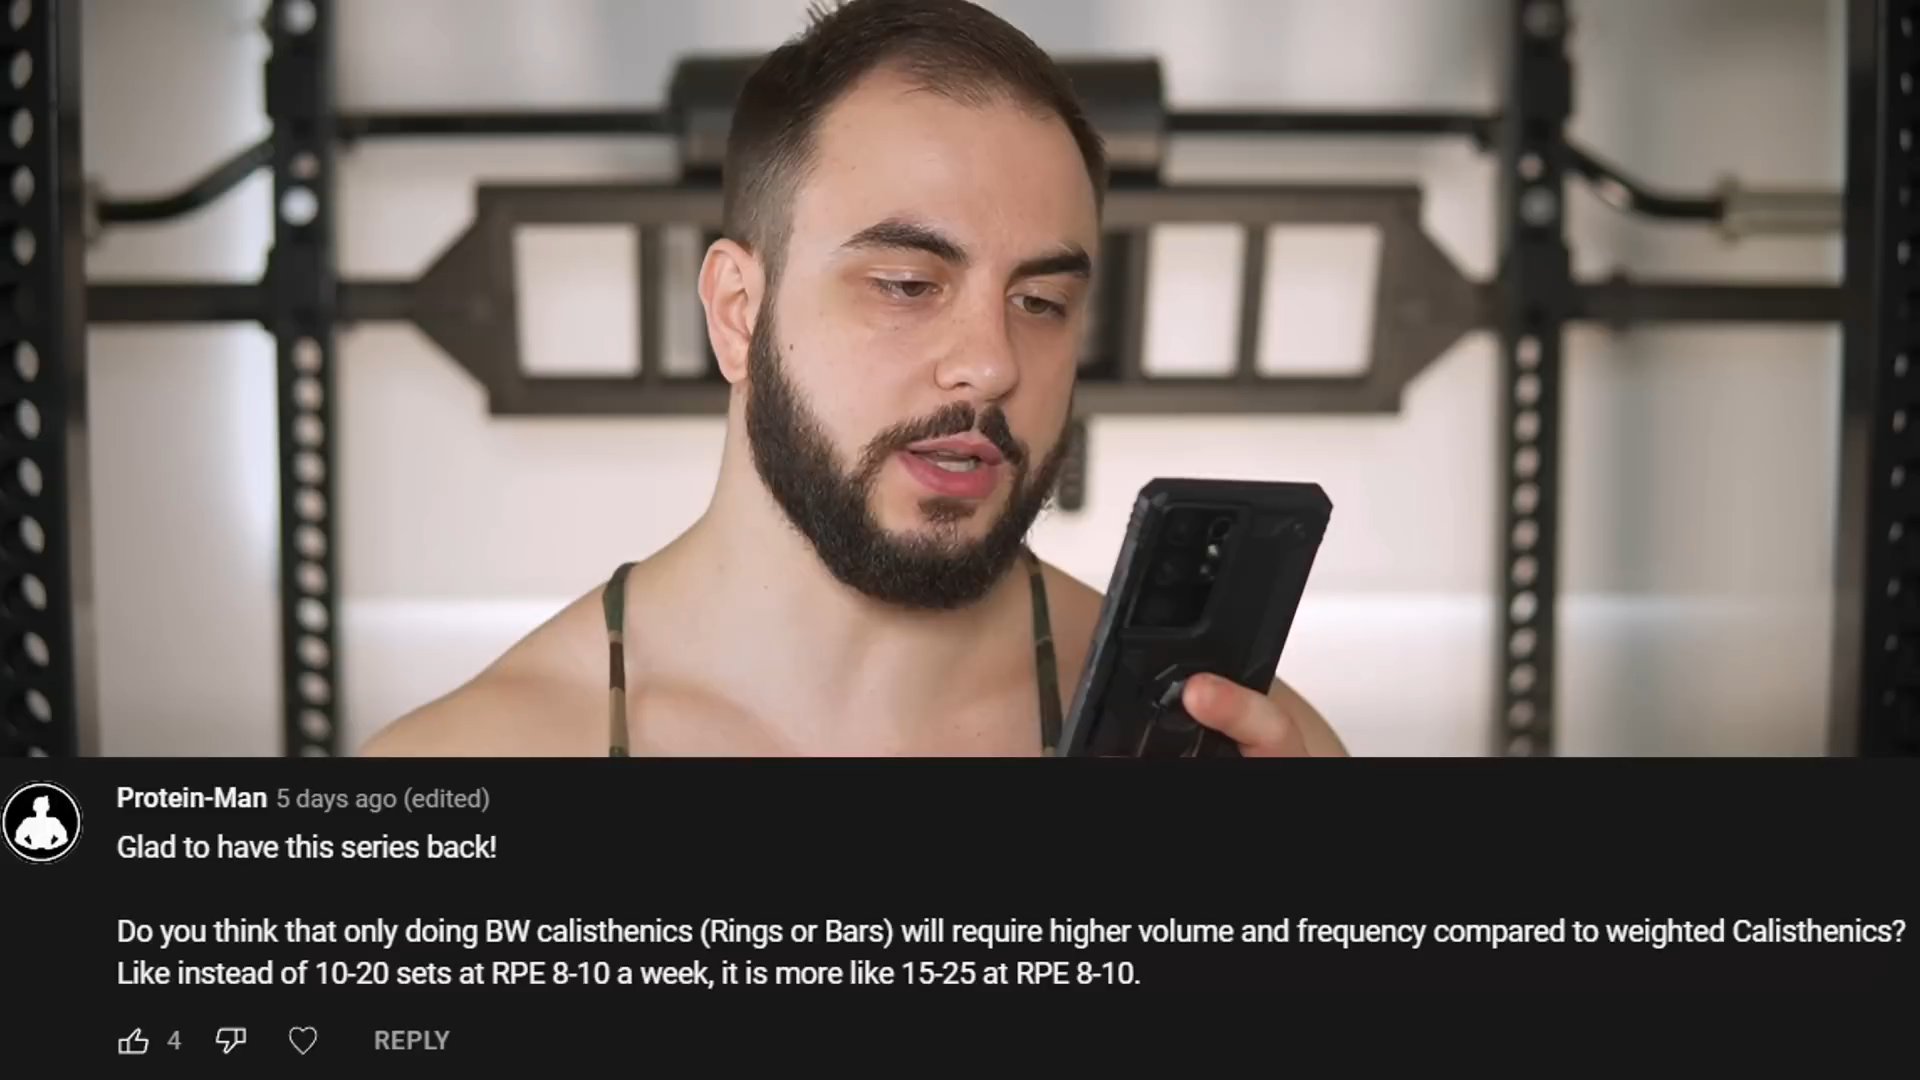 Protein-Man 5 days ago (edited)
Glad to have this series back!
Do you think that only doing BW calisthenics (Rings or Bars) will require higher volume and frequency compared to weighted Calisthenics?
Like instead of 10-20 sets at RPE 8-10 a week, it is more like 15-25 at RPE 8-10.
4 REPLY